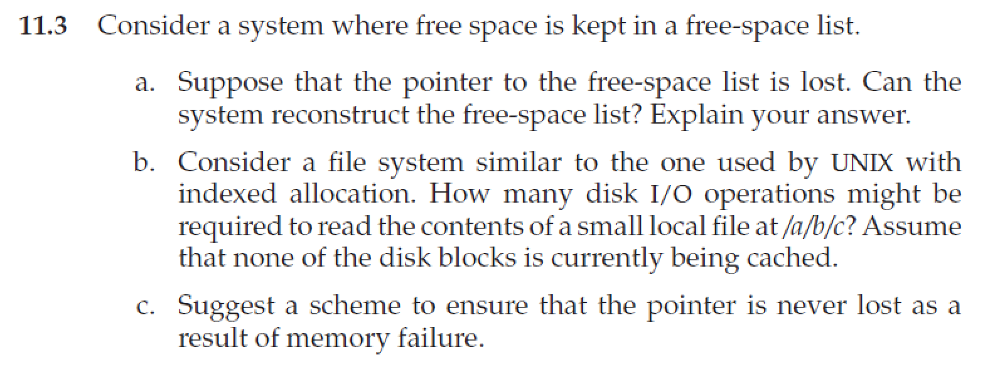 11.3 Consider a system where free space is kept in a free-space list.
a. Suppose that the pointer to the free-space list is lost. Can the
system reconstruct the free-space list? Explain your answer.
b. Consider a file system similar to the one used by UNIX with
indexed allocation. How many disk I/O operations might be
required to read the contents of a small local file at /a/b/c? Assume
that none of the disk blocks is currently being cached.
c. Suggest a scheme to ensure that the pointer is never lost as a
result of memory failure.